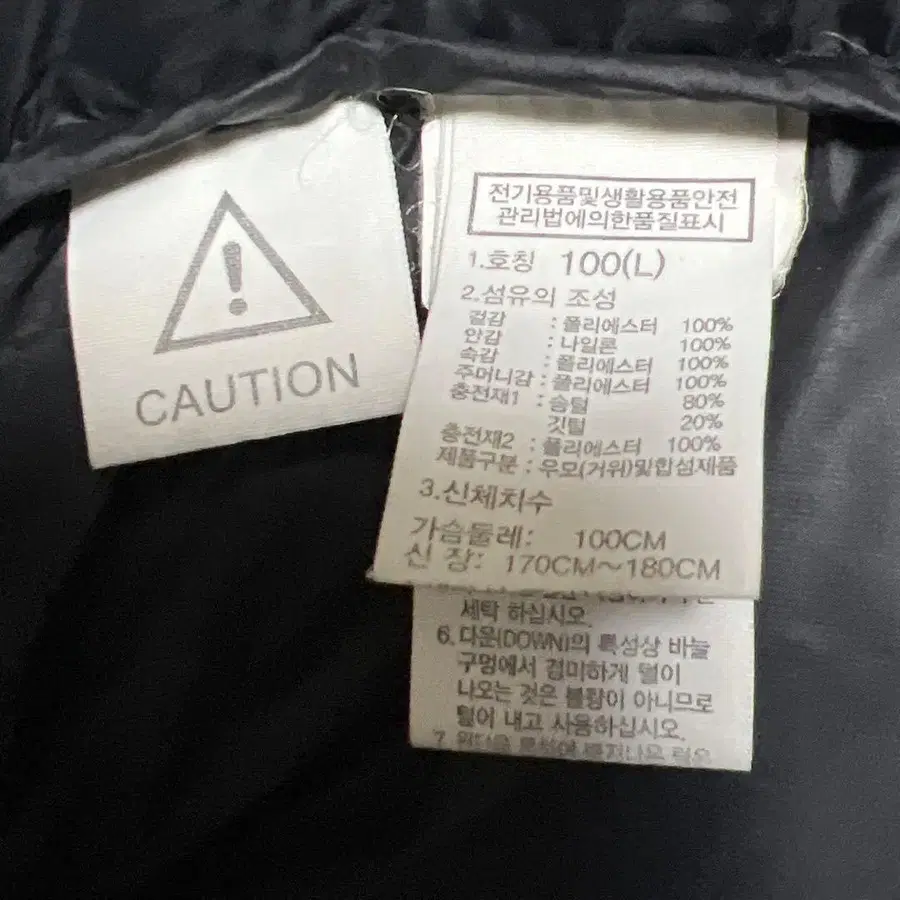 CAUTION
전기용품및생활용품안전
관리법에의한품질표시
1.호칭 100(L)
2.섬유의 조성
겉감 : 폴리에스터 100%
안감 : 나일론 100%
속감 : 폴리에스터 100%
주머니감 : 폴리에스터 100%
충전재1 : 솜털 80%
깃털 20%
충전재2 : 폴리에스터 100%
제품구분 : 우모(거위)및합섬제품
3.신체치수
가슴둘레: 100CM
신 장: 170CM~180CM
세탁 하십시오.
6.다운(DOWN)의 특성상 바늘
구멍에서 경미하게 털이
나오는 것은 불량이 아니므로
털어 내고 사용하십시오.
7.